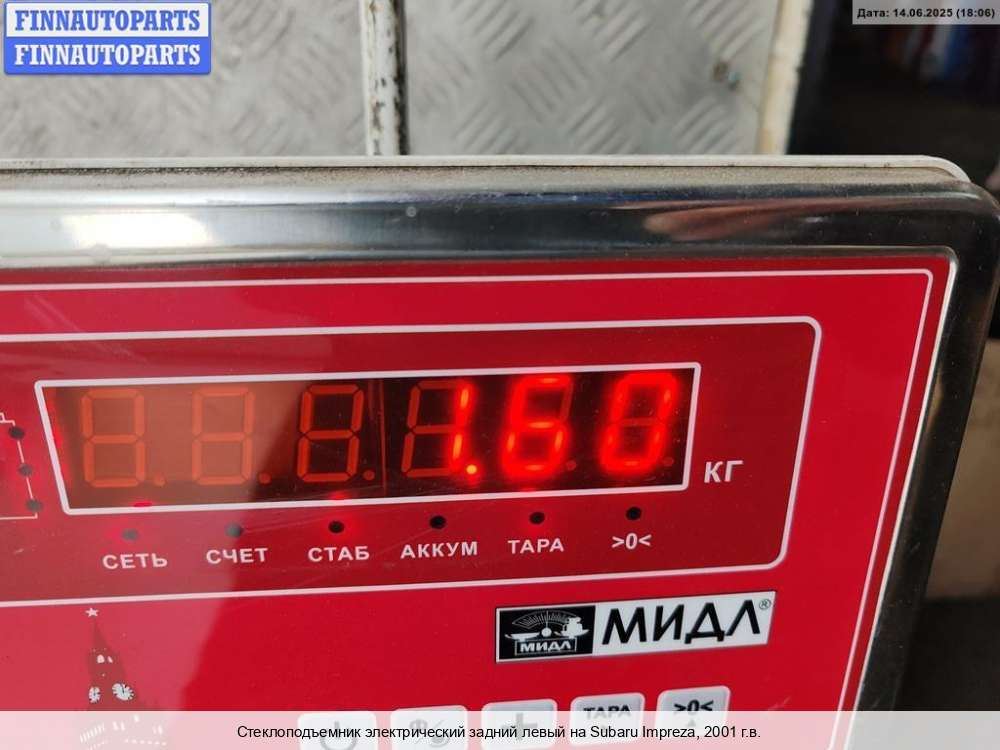 FINNAUTOPARTS
FINNAUTOPARTS
Дата: 14.06.2025 (18:06)
1.60
КГ
СЕТЬ СЧЕТ СТАБ АККУМ ТАРА >0<
МИДЛ МИДЛ®
ТАРА >0<
Стеклоподъемник электрический задний левый на Subaru Impreza, 2001 г.в.